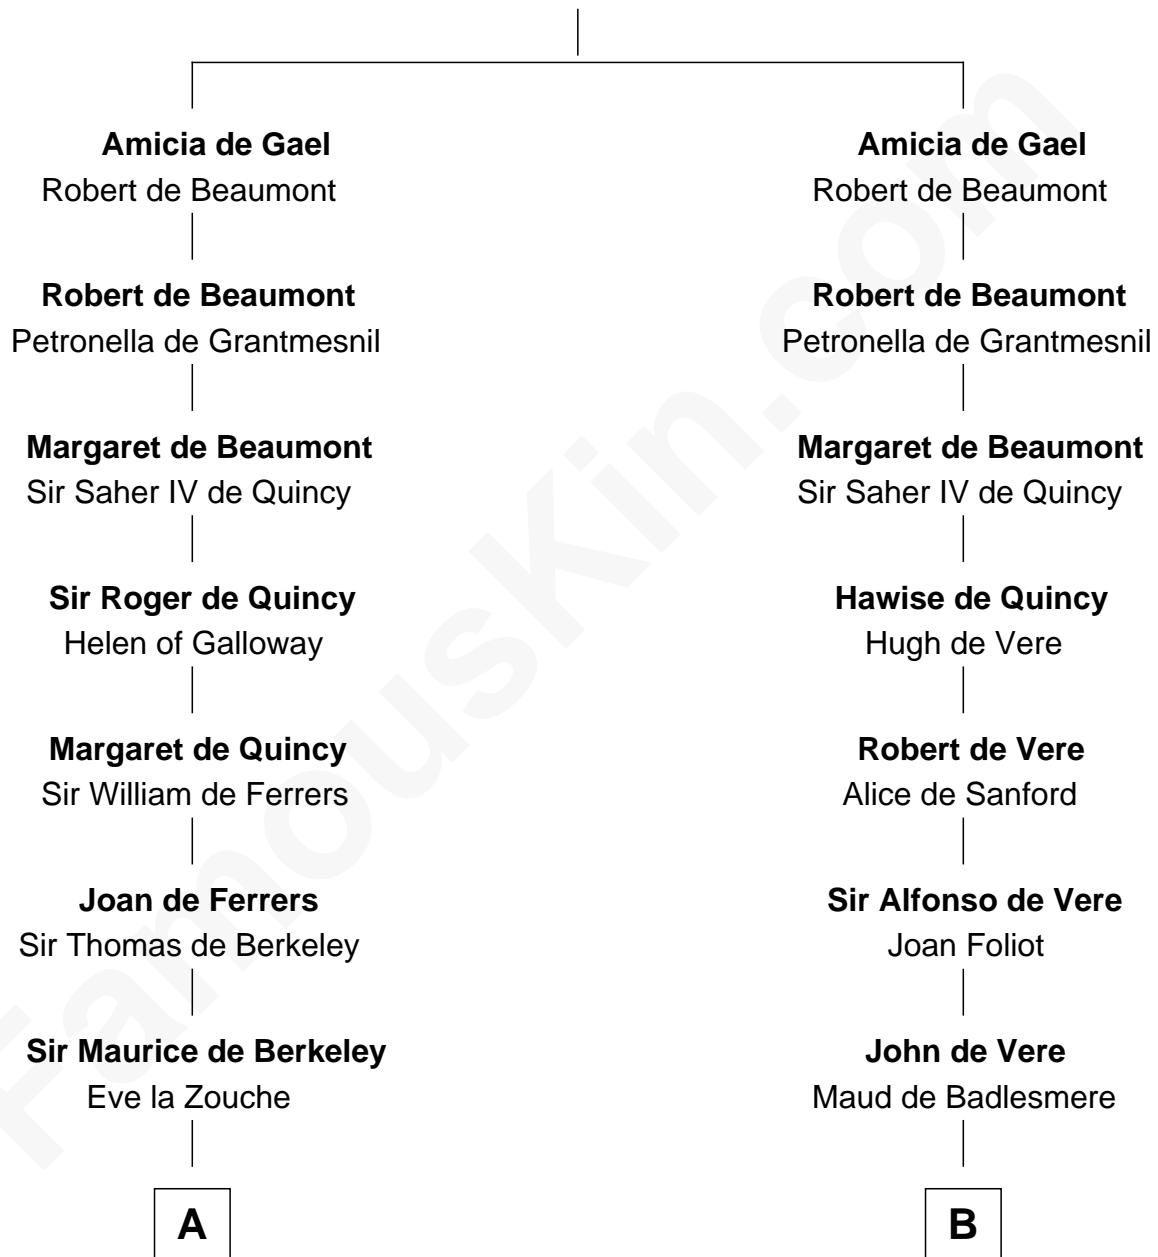 Amicia de Gael
Robert de Beaumont
Robert de Beaumont
Petronella de Grantmesnil
Margaret de Beaumont
Sir Saher IV de Quincy
Sir Roger de Quincy
Helen of Galloway
Margaret de Quincy
Sir William de Ferrers
Joan de Ferrers
Sir Thomas de Berkeley
Sir Maurice de Berkeley
Eve la Zouche
A
Amicia de Gael
Robert de Beaumont
Robert de Beaumont
Petronella de Grantmesnil
Margaret de Beaumont
Sir Saher IV de Quincy
Hawise de Quincy
Hugh de Vere
Robert de Vere
Alice de Sanford
Sir Alfonso de Vere
Joan Foliot
John de Vere
Maud de Badlesmere
B
FamousKin.com